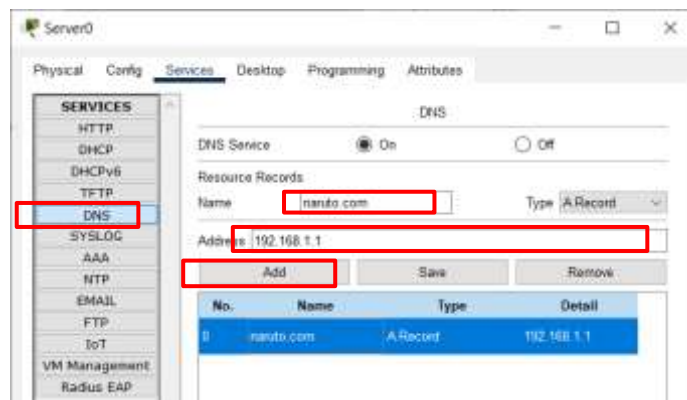 Server0
Physical Config Services Desktop Programming Attributes
SERVICES
HTTP
DHCP
DHCPv6
TFTP
DNS
SYSLOG
AAA
NTP
EMAIL
FTP
IoT
VM Management
Radius EAP
DNS
DNS Service On Off
Resource Records
Name naruto.com Type A Record
Address 192.168.1.1
Add Save Remove
No. Name Type Detail
0 naruto.com A Record 192.168.1.1